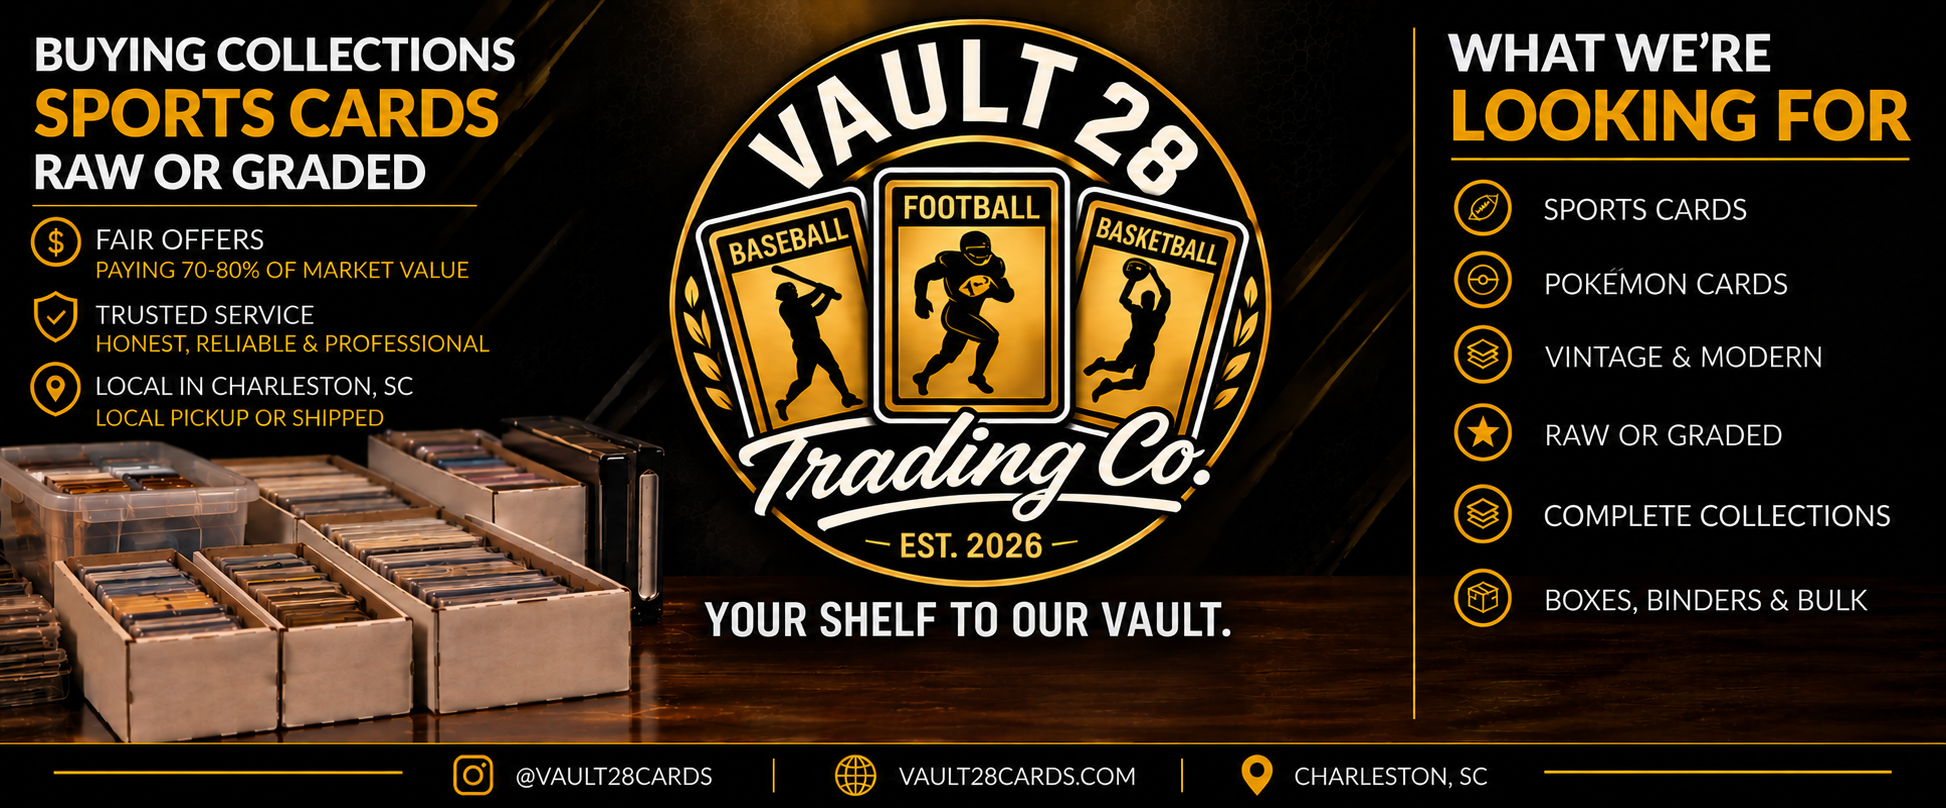 BUYING COLLECTIONS
SPORTS CARDS
RAW OR GRADED
FAIR OFFERS
PAYING 70-80% OF MARKET VALUE
TRUSTED SERVICE
HONEST, RELIABLE & PROFESSIONAL
LOCAL IN CHARLESTON, SC
LOCAL PICKUP OR SHIPPED
VAULT 28
BASEBALL
FOOTBALL
BASKETBALL
Trading Co.
EST. 2026
YOUR SHELF TO OUR VAULT.
WHAT WE'RE
LOOKING FOR
SPORTS CARDS
POKÉMON CARDS
VINTAGE & MODERN
RAW OR GRADED
COMPLETE COLLECTIONS
BOXES, BINDERS & BULK
@VAULT28CARDS
VAULT28CARDS.COM
CHARLESTON, SC